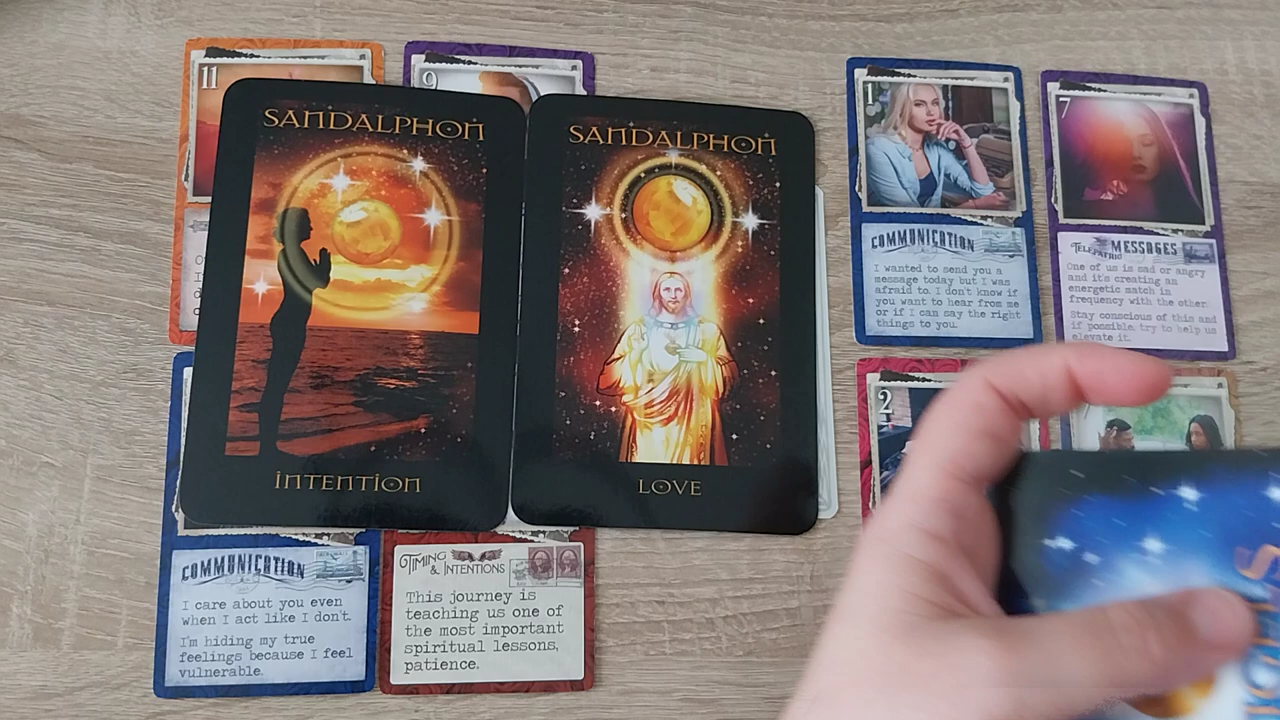 11
9
SANDALPHON
INTENTION
SANDALPHON
LOVE
COMMUNICATION
I care about you even
when I act like I don't.
I'm hiding my true
feelings because I feel
vulnerable.
TIMING
& INTENTIONS
This journey is
teaching us one of
the most important
spiritual lessons,
patience.
COMMUNICATION
I wanted to send you a
message today but I was
afraid to. I don't know if
you want to hear from me
or if I can say the right
things to you.
7
TELEPATHIC MESSAGES
One of us is sad or angry
and it's creating an
energetic match in
frequency with the other.
Stay conscious of this and
if possible, try to help us
elevate it.
2